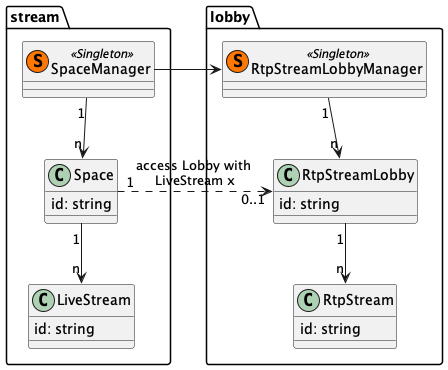 stream
lobby
S
«Singleton»
SpaceManager
S
«Singleton»
RtpStreamLobbyManager
1
n
1
n
C Space
id: string
access Lobby with
LiveStream x
1
0..1
C RtpStreamLobby
id: string
1
n
1
n
C LiveStream
id: string
C RtpStream
id: string